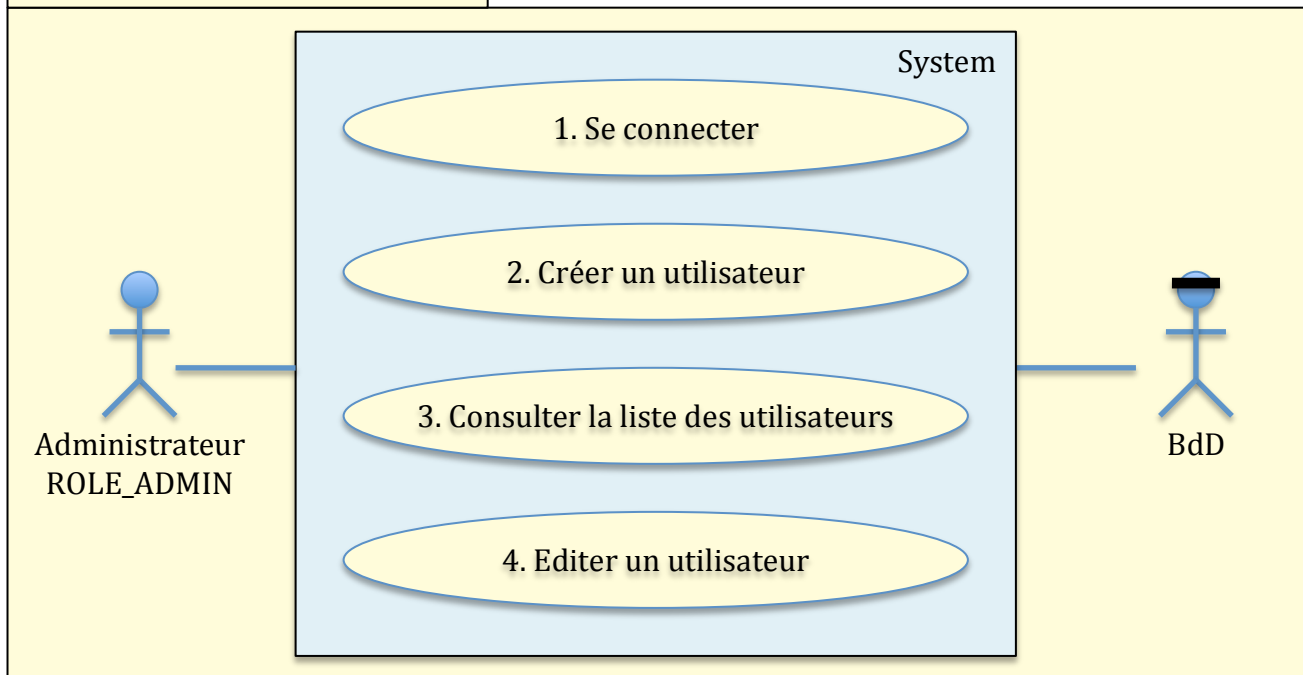 System
1. Se connecter
2. Créer un utilisateur
3. Consulter la liste des utilisateurs
4. Editer un utilisateur
Administrateur
ROLE_ADMIN
BdD